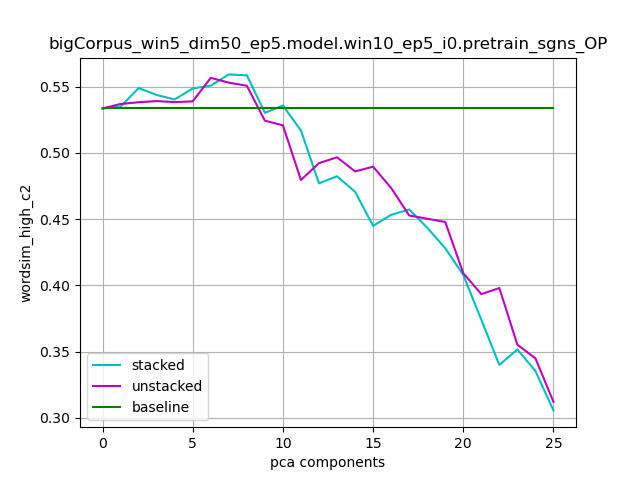 bigCorpus_win5_dim50_ep5.model.win10_ep5_i0.pretrain_sgns_OP
0.55
0.50
0.45
0.40
0.35
0.30
wordsim_high_c2
stacked
unstacked
baseline
0 5 10 15 20 25
pca components